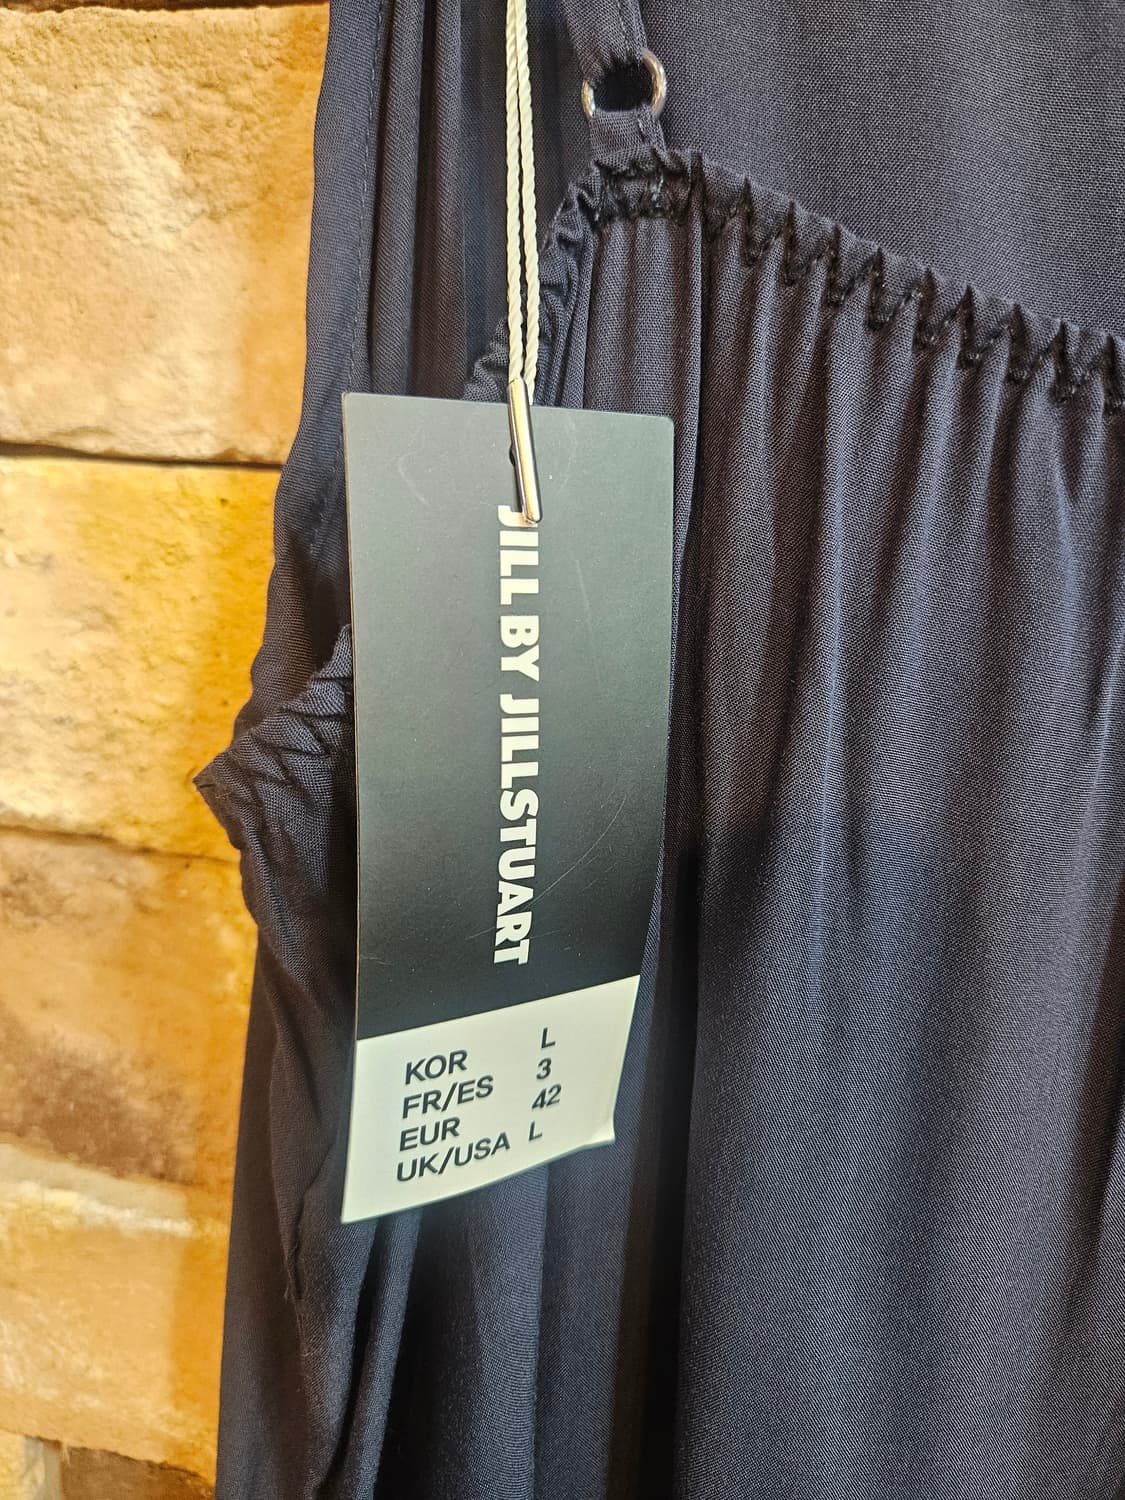 JILL BY JILLSTUART
KOR L
FR/ES 3
EUR 42
UK/USA L